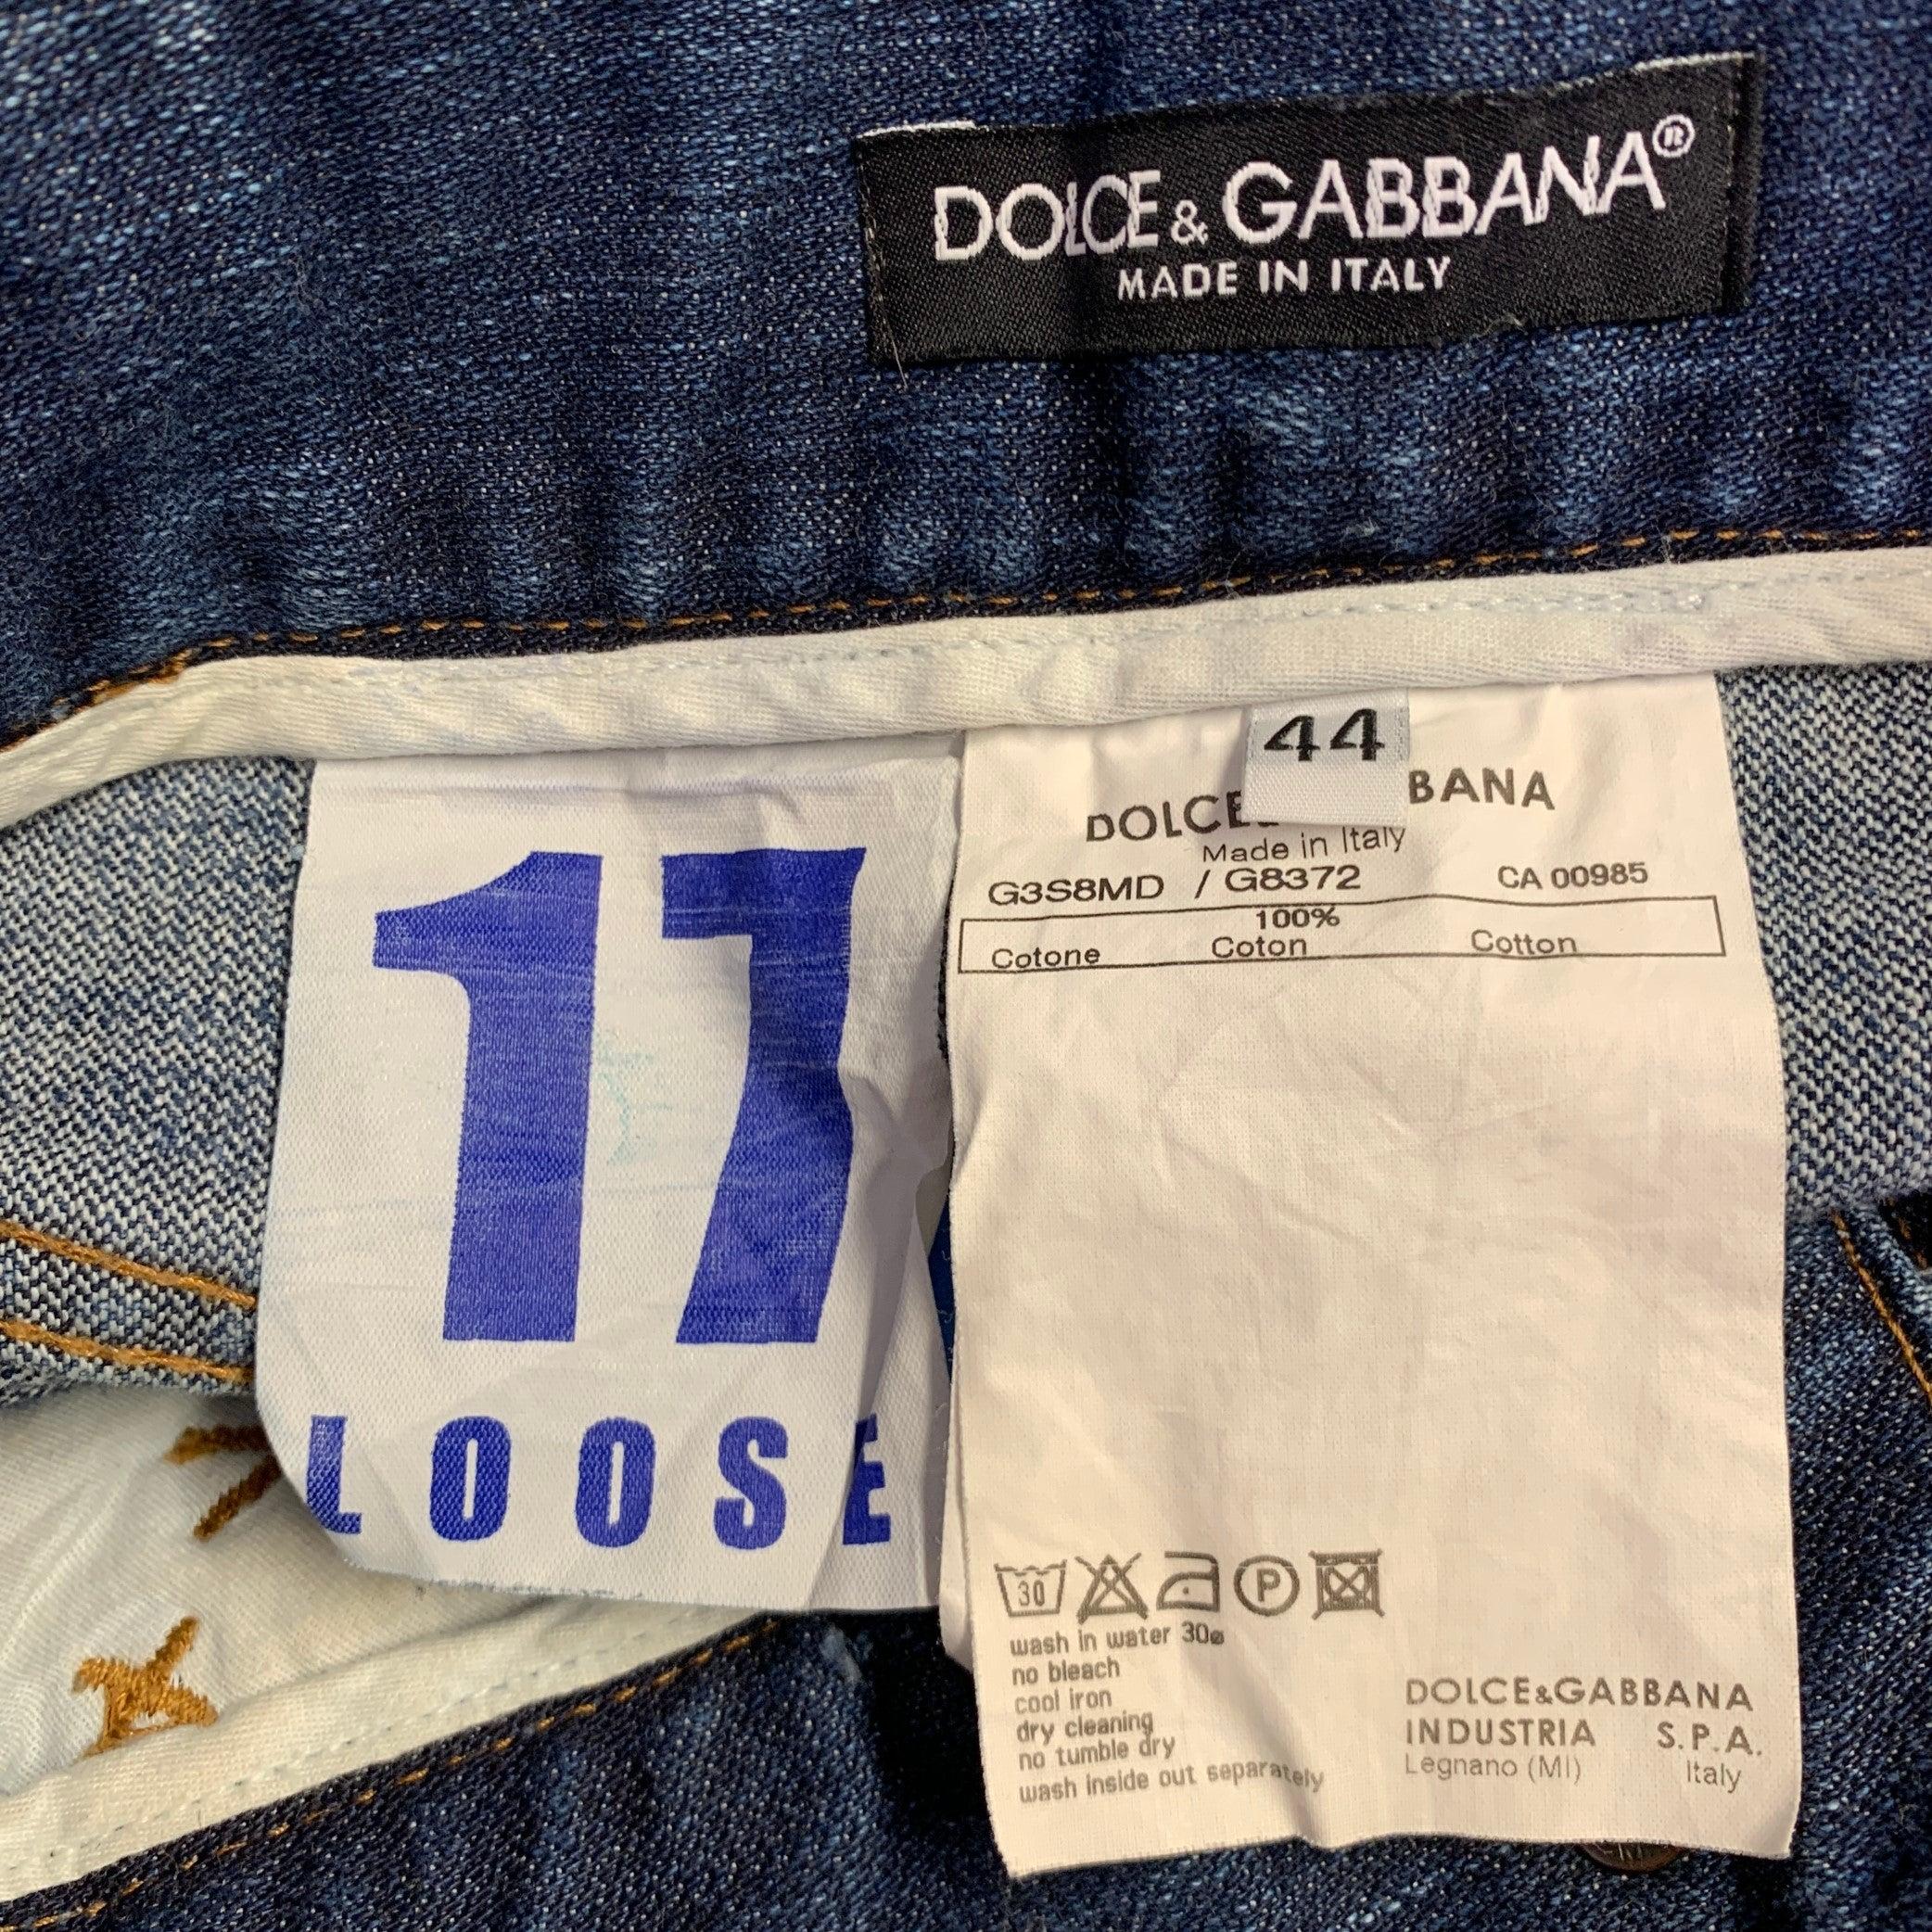 DOLCE & GABBANA®
MADE IN ITALY
17
LOOSE
44
DOLCE BANA
Made in Italy
G3S8MD / G8372 CA 00985
100%
Cotone Coton Cotton
30 P
wash in water 30ø
no bleach
cool iron
dry cleaning
no tumble dry
wash inside out separately
DOLCE&GABBANA
INDUSTRIA S.P.A.
Legnano (MI) Italy